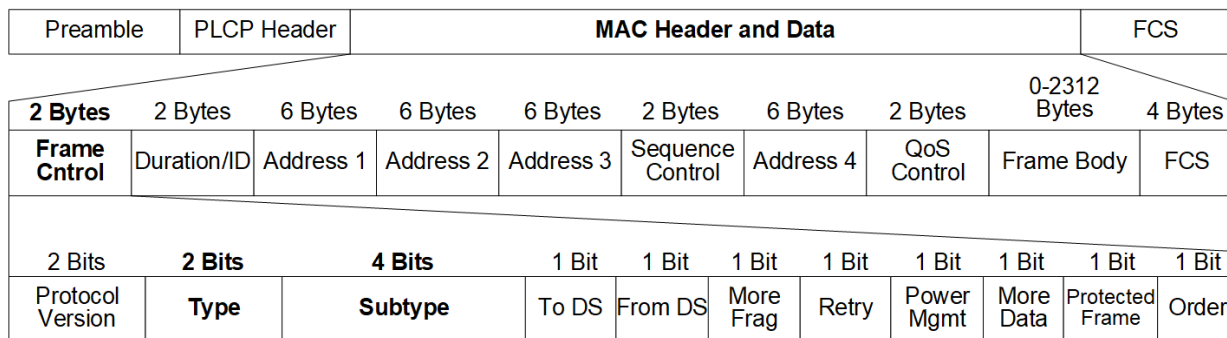 Preamble PLCP Header MAC Header and Data FCS
0-2312
2 Bytes 2 Bytes 6 Bytes 6 Bytes 6 Bytes 2 Bytes 6 Bytes 2 Bytes Bytes 4 Bytes
Frame Cntrol Duration/ID Address 1 Address 2 Address 3 Sequence Control Address 4 QoS Control Frame Body FCS
2 Bits 2 Bits 4 Bits 1 Bit 1 Bit 1 Bit 1 Bit 1 Bit 1 Bit 1 Bit 1 Bit
Protocol Version Type Subtype To DS From DS More Frag Retry Power Mgmt More Data Protected Frame Order